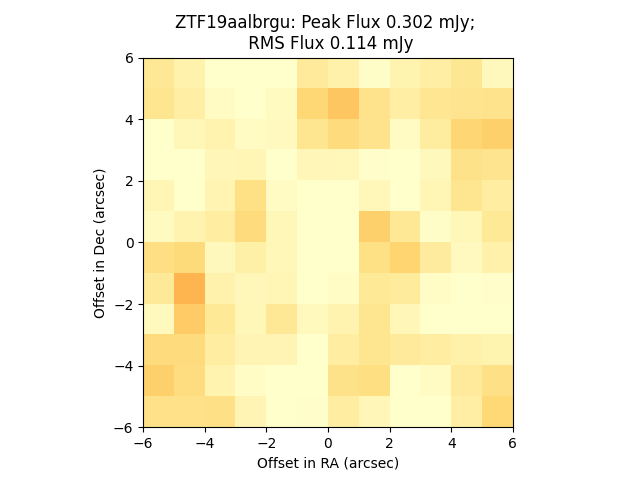 ZTF19aalbrgu: Peak Flux 0.302 mJy;
RMS Flux 0.114 mJy
6
4
2
0
−2
−4
−6
Offset in Dec (arcsec)
−6 −4 −2 0 2 4 6
Offset in RA (arcsec)